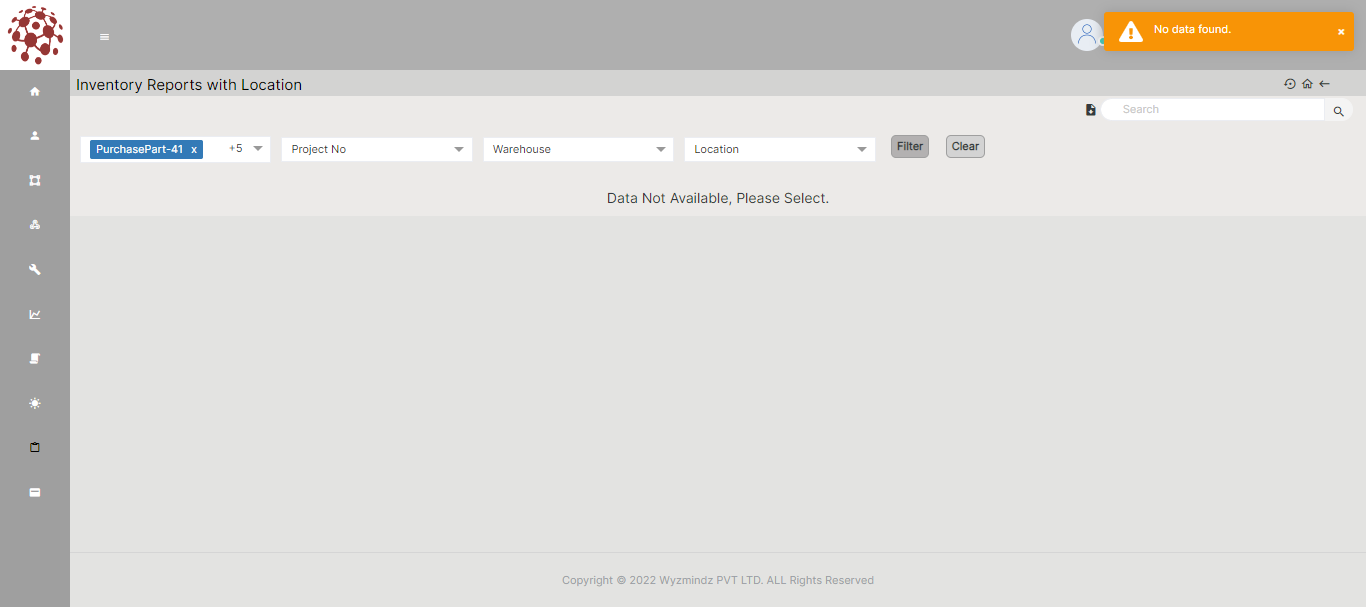 No data found.
×
Inventory Reports with Location
Search
PurchasePart-41 x +5
Project No
Warehouse
Location
Filter
Clear
Data Not Available, Please Select.
Copyright © 2022 Wyzmindz PVT LTD. ALL Rights Reserved